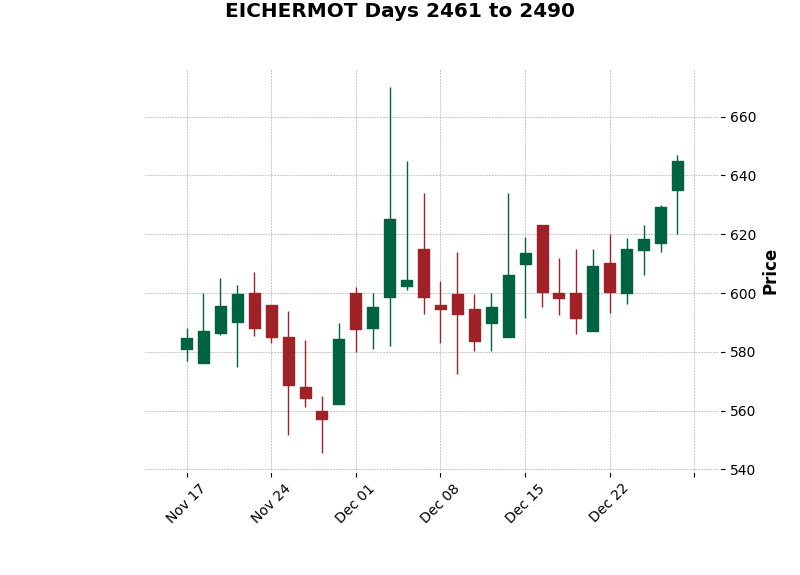 EICHERMOT Days 2461 to 2490
660
640
620
600
580
560
540
Price
Nov 17
Nov 24
Dec 01
Dec 08
Dec 15
Dec 22